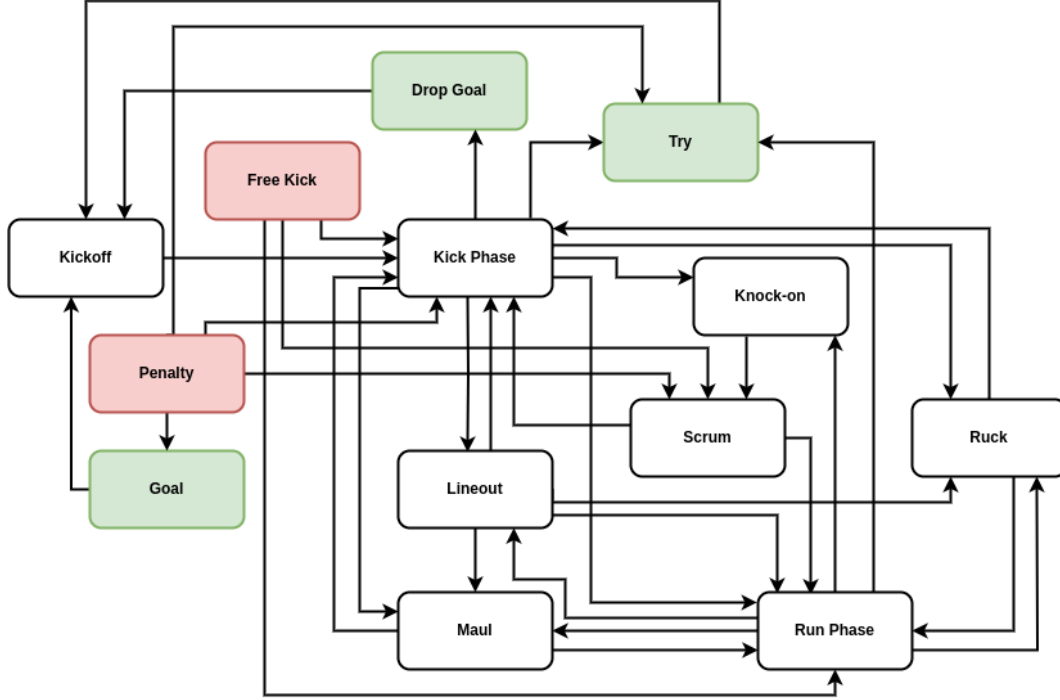 Drop Goal
Try
Free Kick
Kickoff
Kick Phase
Knock-on
Penalty
Scrum
Ruck
Goal
Lineout
Maul
Run Phase